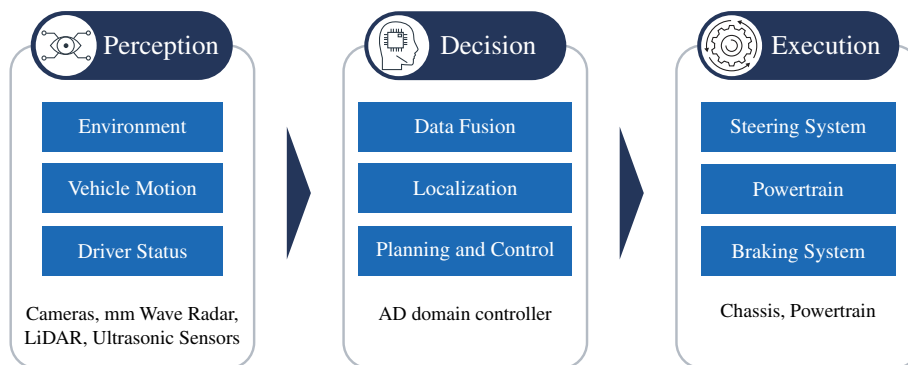 Perception
Environment
Vehicle Motion
Driver Status
Cameras, mm Wave Radar,
LiDAR, Ultrasonic Sensors
Decision
Data Fusion
Localization
Planning and Control
AD domain controller
Execution
Steering System
Powertrain
Braking System
Chassis, Powertrain